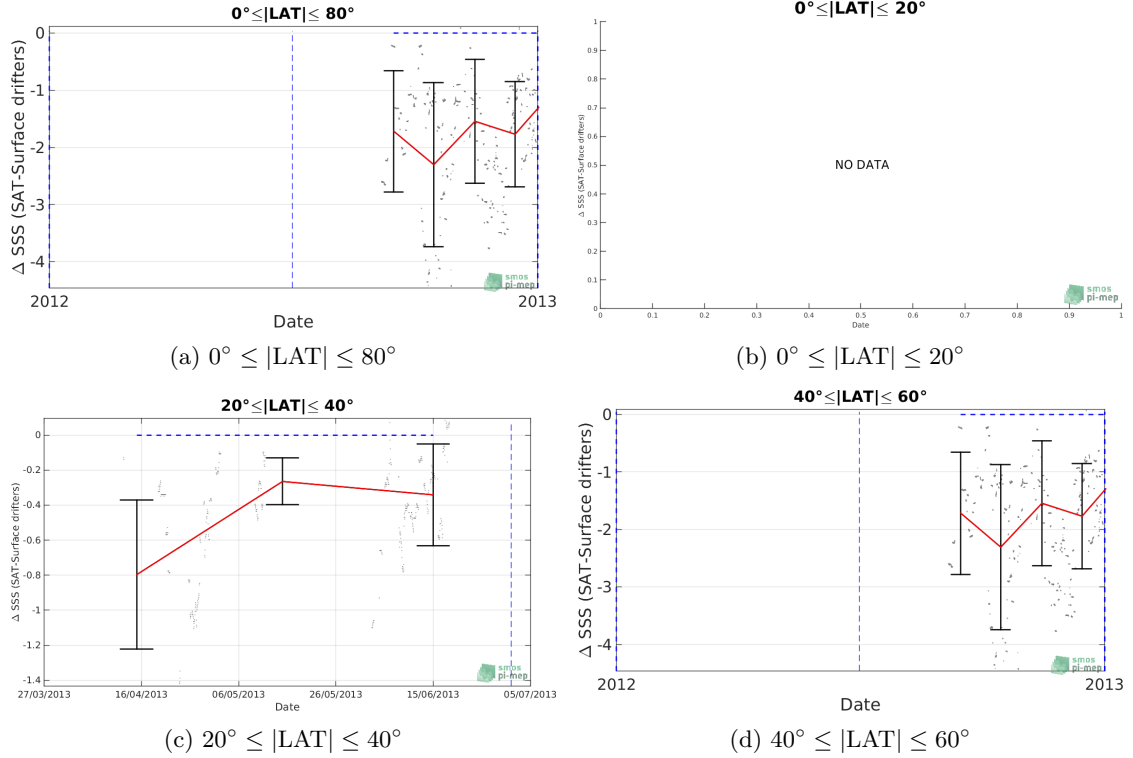 0°≤|LAT|≤ 80°
Δ SSS (SAT-Surface drifters)
0
-1
-2
-3
-4
2012
2013
Date
smos
pi-mep
(a) 0° ≤ |LAT| ≤ 80°
0°≤|LAT|≤ 20°
Δ SSS (SAT-Surface drifters)
1
0.9
0.8
0.7
0.6
0.5
0.4
0.3
0.2
0.1
0
NO DATA
0
0.1
0.2
0.3
0.4
0.5
0.6
0.7
0.8
0.9
1
Date
smos
pi-mep
(b) 0° ≤ |LAT| ≤ 20°
20°≤|LAT|≤ 40°
Δ SSS (SAT-Surface drifters)
0
-0.2
-0.4
-0.6
-0.8
-1
-1.2
-1.4
27/03/2013
16/04/2013
06/05/2013
26/05/2013
15/06/2013
05/07/2013
Date
smos
pi-mep
(c) 20° ≤ |LAT| ≤ 40°
40°≤|LAT|≤ 60°
Δ SSS (SAT-Surface drifters)
0
-1
-2
-3
-4
2012
2013
Date
smos
pi-mep
(d) 40° ≤ |LAT| ≤ 60°